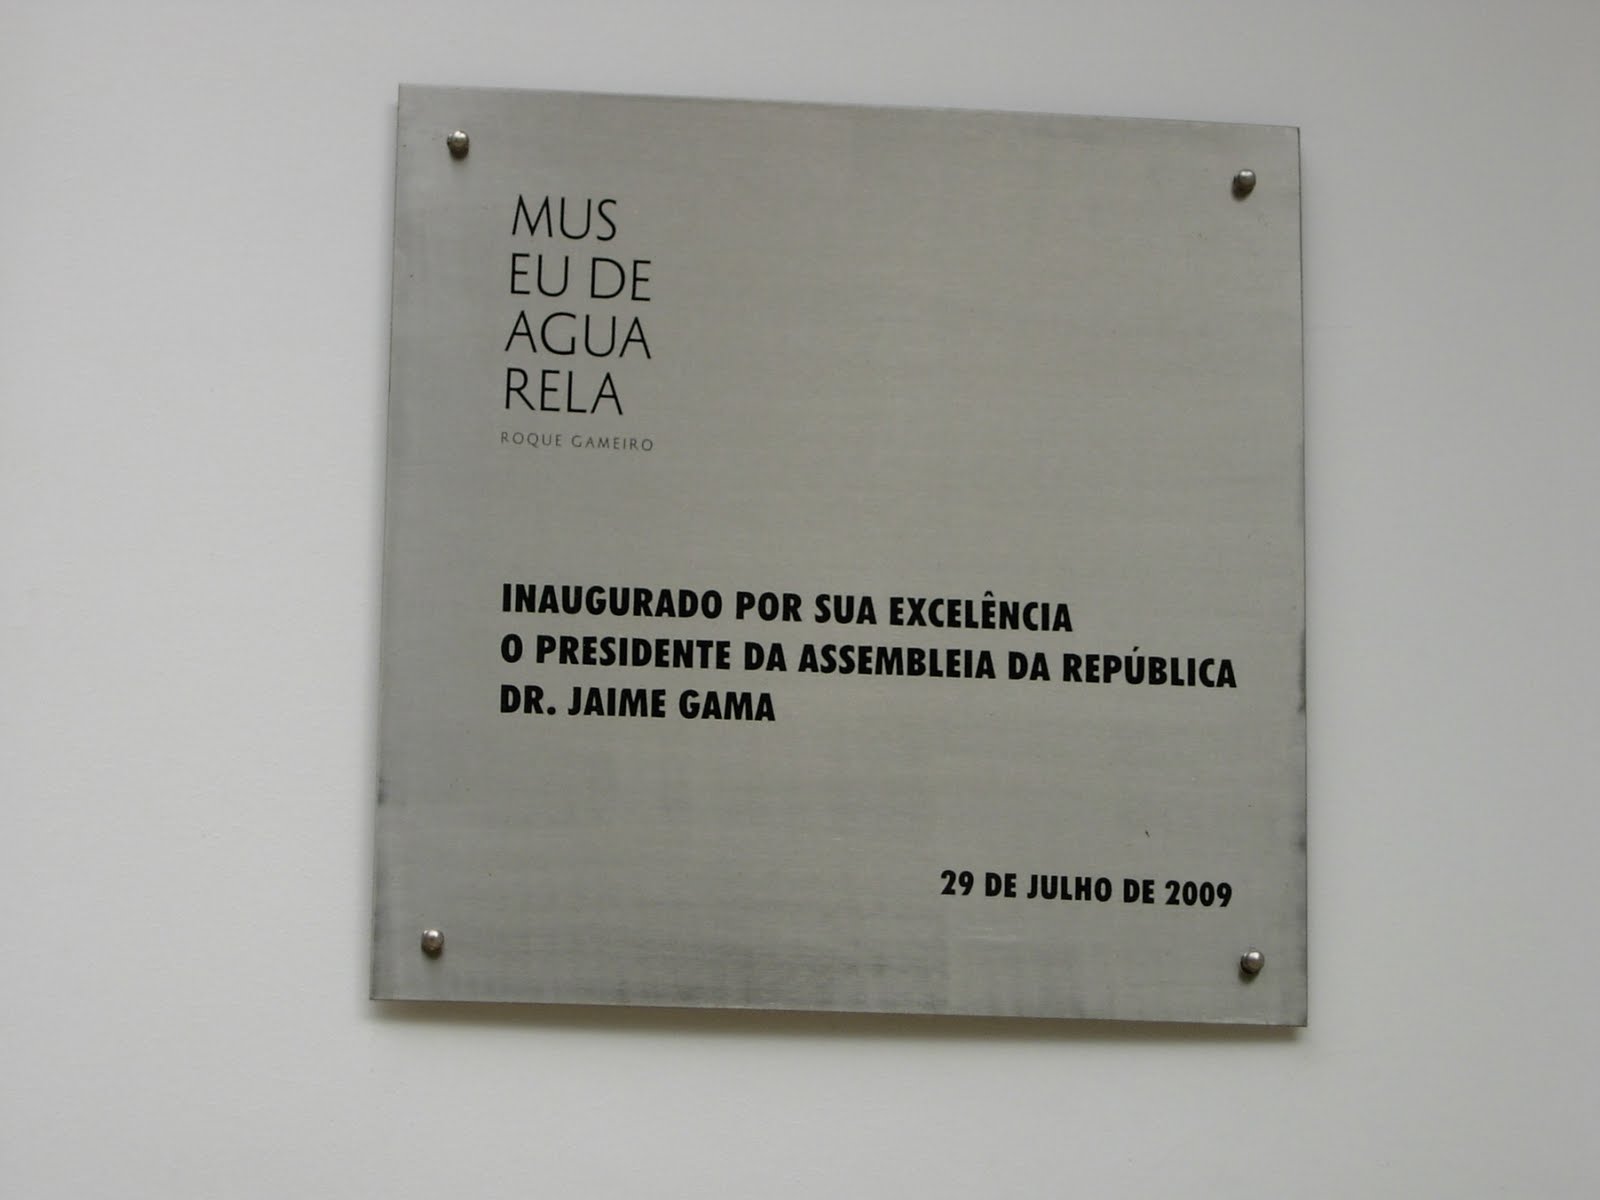 MUS
EU DE
AGUA
RELA
ROQUE GAMEIRO
INAUGURADO POR SUA EXCELÊNCIA
O PRESIDENTE DA ASSEMBLEIA DA REPÚBLICA
DR. JAIME GAMA
29 DE JULHO DE 2009